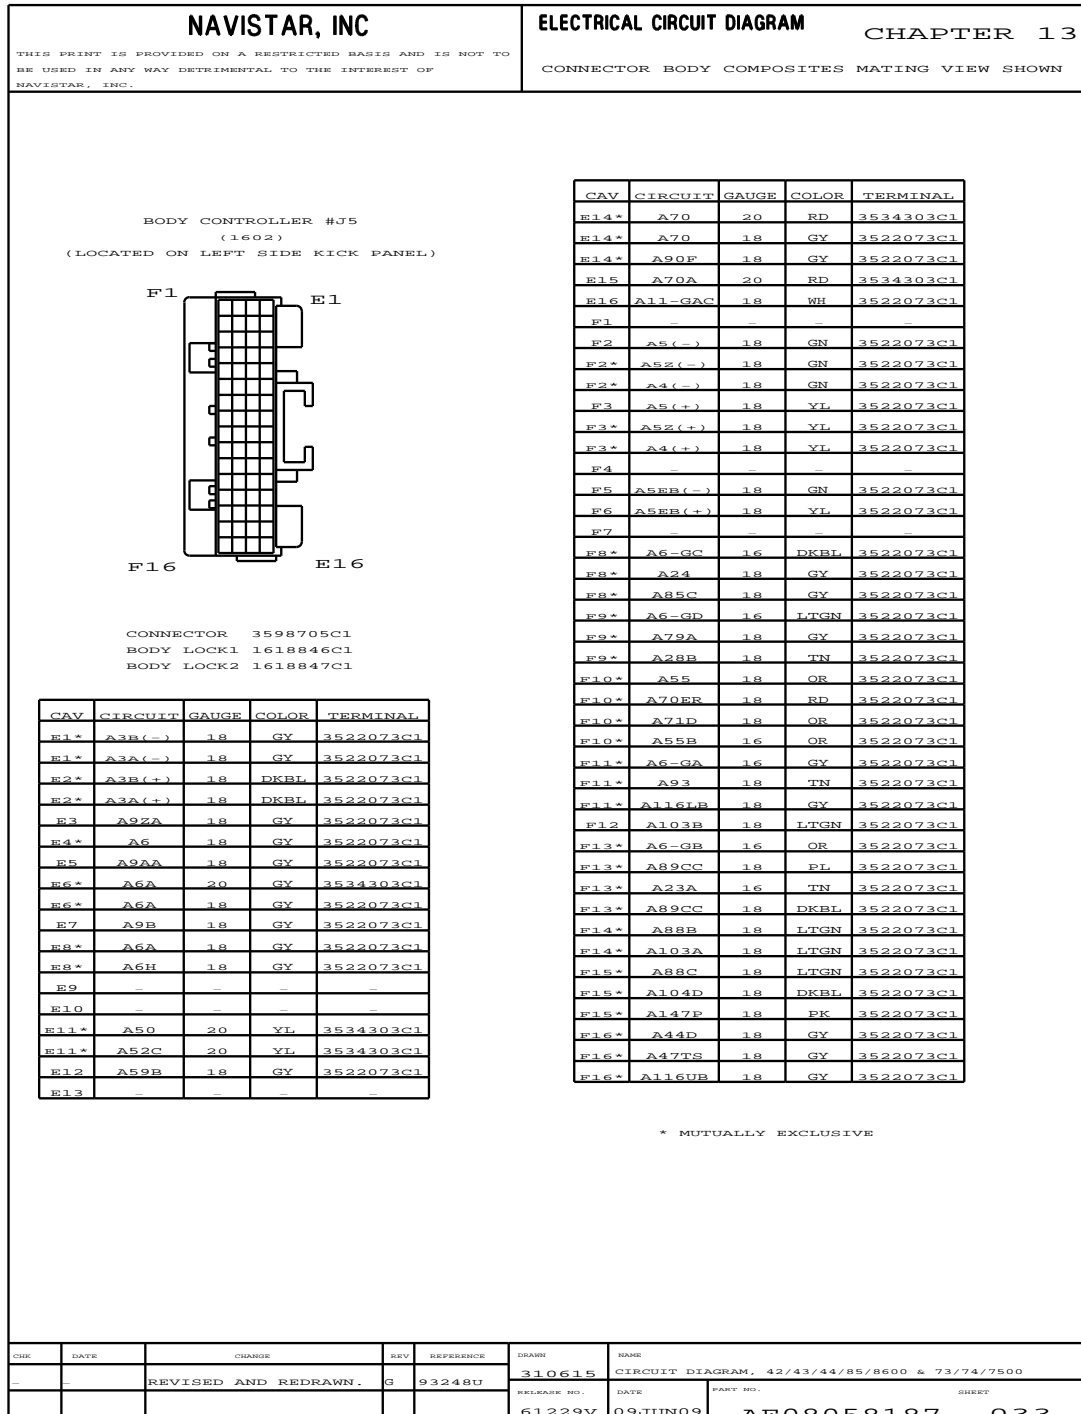 NAVISTAR, INC
THIS PRINT IS PROVIDED ON A RESTRICTED BASIS AND IS NOT TO
BE USED IN ANY WAY DETRIMENTAL TO THE INTEREST OF
NAVISTAR, INC.
ELECTRICAL CIRCUIT DIAGRAM CHAPTER 13
CONNECTOR BODY COMPOSITES MATING VIEW SHOWN
BODY CONTROLLER #J5
(1602)
(LOCATED ON LEFT SIDE KICK PANEL)
F1 E1
F16 E16
CONNECTOR 3598705C1
BODY LOCK1 1618846C1
BODY LOCK2 1618847C1
CAV CIRCUIT GAUGE COLOR TERMINAL
E1* A3B(-) 18 GY 3522073C1
E1* A3A(-) 18 GY 3522073C1
E2* A3B(+) 18 DKBL 3522073C1
E2* A3A(+) 18 DKBL 3522073C1
E3 A9ZA 18 GY 3522073C1
E4* A6 18 GY 3522073C1
E5 A9AA 18 GY 3522073C1
E6* A6A 20 GY 3534303C1
E6* A6A 18 GY 3522073C1
E7 A9B 18 GY 3522073C1
E8* A6A 18 GY 3522073C1
E8* A6H 18 GY 3522073C1
E9 - - - -
E10 - - - -
E11* A50 20 YL 3534303C1
E11* A52C 20 YL 3534303C1
E12 A59B 18 GY 3522073C1
E13 - - - -
CAV CIRCUIT GAUGE COLOR TERMINAL
E14* A70 20 RD 3534303C1
E14* A70 18 GY 3522073C1
E14* A90F 18 GY 3522073C1
E15 A70A 20 RD 3534303C1
E16 A11-GAC 18 WH 3522073C1
F1 - - - -
F2 A5(-) 18 GN 3522073C1
F2* A5Z(-) 18 GN 3522073C1
F2* A4(-) 18 GN 3522073C1
F3 A5(+) 18 YL 3522073C1
F3* A5Z(+) 18 YL 3522073C1
F3* A4(+) 18 YL 3522073C1
F4 - - - -
F5 A5EB(-) 18 GN 3522073C1
F6 A5EB(+) 18 YL 3522073C1
F7 - - - -
F8* A6-GC 16 DKBL 3522073C1
F8* A24 18 GY 3522073C1
F8* A85C 18 GY 3522073C1
F9* A6-GD 16 LTGN 3522073C1
F9* A79A 18 GY 3522073C1
F9* A28B 18 TN 3522073C1
F10* A55 18 OR 3522073C1
F10* A70ER 18 RD 3522073C1
F10* A71D 18 OR 3522073C1
F10* A55B 16 OR 3522073C1
F11* A6-GA 16 GY 3522073C1
F11* A93 18 TN 3522073C1
F11* A116LB 18 GY 3522073C1
F12 A103B 18 LTGN 3522073C1
F13* A6-GB 16 OR 3522073C1
F13* A89CC 18 PL 3522073C1
F13* A23A 16 TN 3522073C1
F13* A89CC 18 DKBL 3522073C1
F14* A88B 18 LTGN 3522073C1
F14* A103A 18 LTGN 3522073C1
F15* A88C 18 LTGN 3522073C1
F15* A104D 18 DKBL 3522073C1
F15* A147P 18 PK 3522073C1
F16* A44D 18 GY 3522073C1
F16* A47TS 18 GY 3522073C1
F16* A116UB 18 GY 3522073C1
* MUTUALLY EXCLUSIVE
CHK DATE CHANGE REV REFERENCE DRAWN NAME
- - REVISED AND REDRAWN. G 93248U 310615 CIRCUIT DIAGRAM, 42/43/44/85/8600 & 73/74/7500
RELEASE NO. DATE PART NO. SHEET
61229V 09JUN09 AE08058187 033